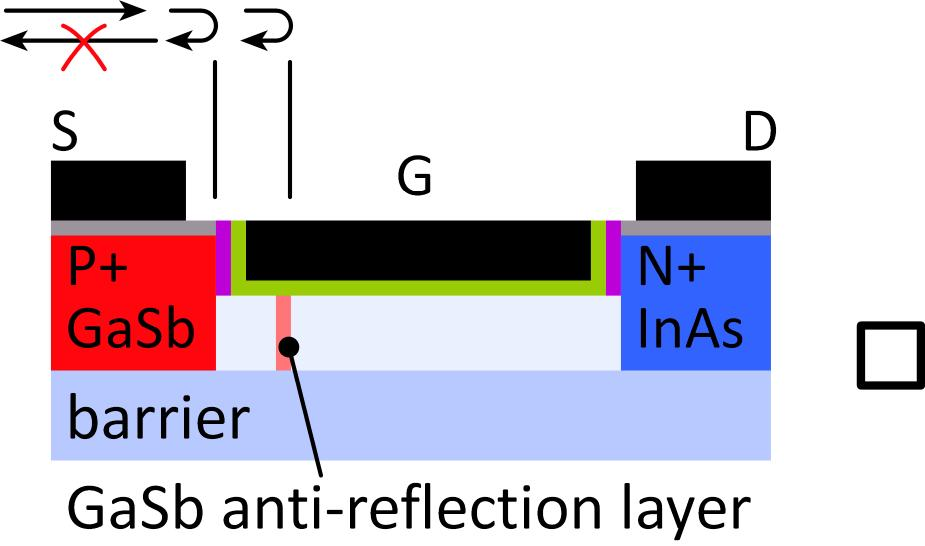 S
D
G
P+
GaSb
N+
InAs
barrier
GaSb anti-reflection layer